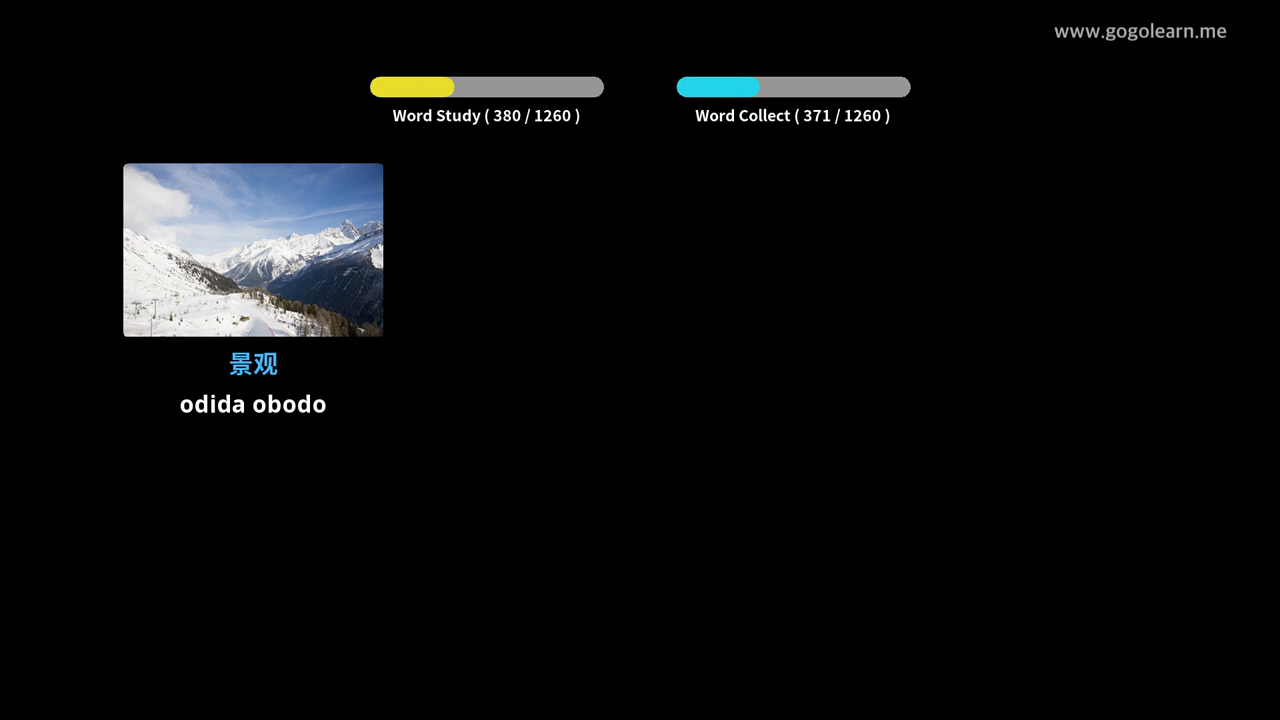 www.gogolearn.me
Word Study ( 380 / 1260 )
Word Collect ( 371 / 1260 )
景观
odida obodo